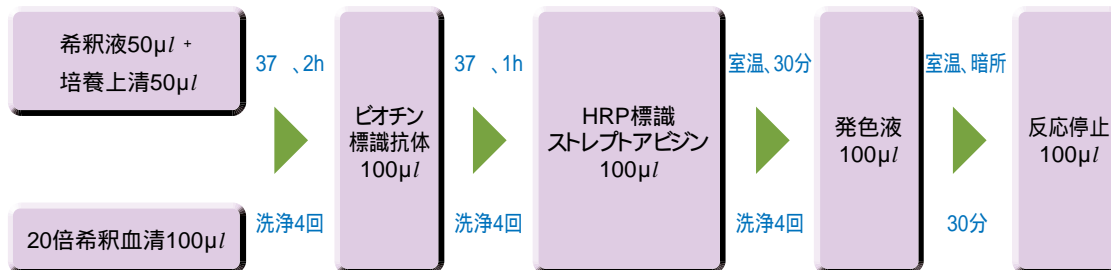 希釈液50μl +
培養上清50μl
20倍希釈血清100μl
37 、2h
洗浄4回
ビオチン
標識抗体
100μl
37 、1h
洗浄4回
HRP標識
ストレプトアビジン
100μl
室温、30分
洗浄4回
発色液
100μl
室温、暗所
30分
反応停止
100μl